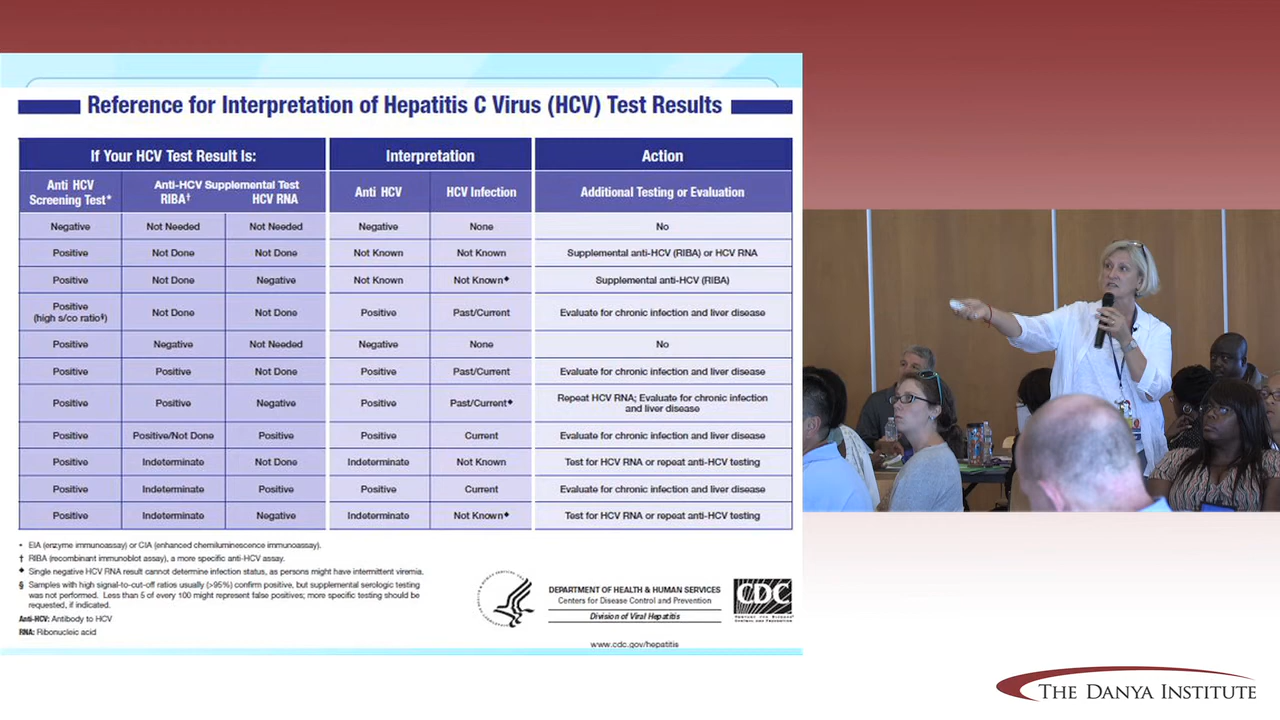 Reference for Interpretation of Hepatitis C Virus (HCV) Test Results
If Your HCV Test Result Is: Interpretation Action
Anti HCV Screening Test* Anti-HCV Supplemental Test RIBA† HCV RNA Anti HCV HCV Infection Additional Testing or Evaluation
Negative Not Needed Not Needed Negative None No
Positive Not Done Not Done Not Known Not Known Supplemental anti-HCV (RIBA) or HCV RNA
Positive Not Done Negative Not Known Not Known◆ Supplemental anti-HCV (RIBA)
Positive (high s/co ratio§) Not Done Not Done Positive Past/Current Evaluate for chronic infection and liver disease
Positive Negative Not Needed Negative None No
Positive Positive Not Done Positive Past/Current Evaluate for chronic infection and liver disease
Positive Positive Negative Positive Past/Current◆ Repeat HCV RNA; Evaluate for chronic infection and liver disease
Positive Positive/Not Done Positive Positive Current Evaluate for chronic infection and liver disease
Positive Indeterminate Not Done Indeterminate Not Known Test for HCV RNA or repeat anti-HCV testing
Positive Indeterminate Positive Positive Current Evaluate for chronic infection and liver disease
Positive Indeterminate Negative Indeterminate Not Known◆ Test for HCV RNA or repeat anti-HCV testing
* EIA (enzyme immunoassay) or CIA (enhanced chemiluminescence immunoassay).
† RIBA (recombinant immunoblot assay), a more specific anti-HCV assay.
◆ Single negative HCV RNA result cannot determine infection status, as persons might have intermittent viremia.
§ Samples with high signal-to-cut-off ratios usually (>95%) confirm positive, but supplemental serologic testing
was not performed. Less than 5 of every 100 might represent false positives; more specific testing should be
requested, if indicated.
Anti-HCV: Antibody to HCV
RNA: Ribonucleic acid
DEPARTMENT OF HEALTH & HUMAN SERVICES
Centers for Disease Control and Prevention
Division of Viral Hepatitis
CDC
www.cdc.gov/hepatitis
THE DANYA INSTITUTE